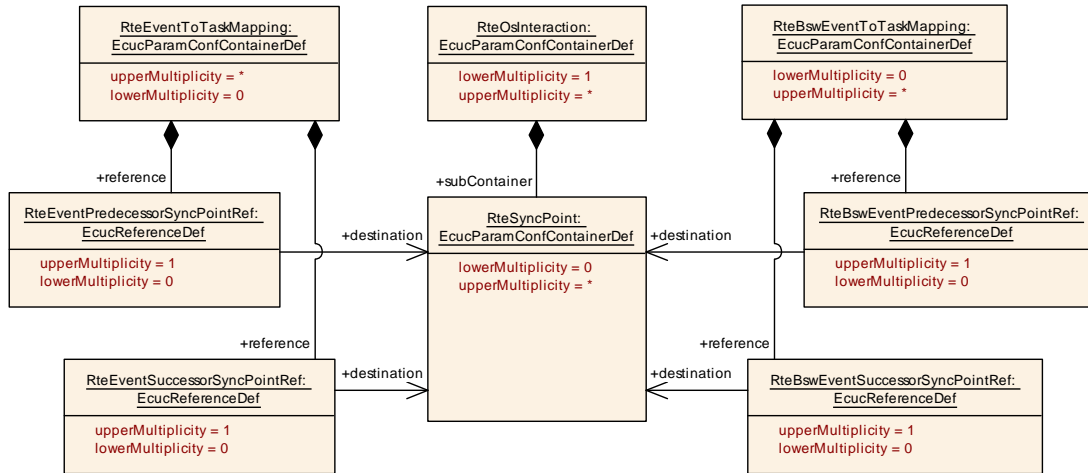 RteEventToTaskMapping:
EcucParamConfContainerDef
upperMultiplicity = *
lowerMultiplicity = 0
RteOsInteraction:
EcucParamConfContainerDef
lowerMultiplicity = 1
upperMultiplicity = *
RteBswEventToTaskMapping:
EcucParamConfContainerDef
lowerMultiplicity = 0
upperMultiplicity = *
+reference
+subContainer
+reference
RteEventPredecessorSyncPointRef:
EcucReferenceDef
upperMultiplicity = 1
lowerMultiplicity = 0
+destination
RteSyncPoint:
EcucParamConfContainerDef
lowerMultiplicity = 0
upperMultiplicity = *
+destination
RteBswEventPredecessorSyncPointRef:
EcucReferenceDef
upperMultiplicity = 1
lowerMultiplicity = 0
+reference
+reference
RteEventSuccessorSyncPointRef:
EcucReferenceDef
upperMultiplicity = 1
lowerMultiplicity = 0
+destination
+destination
RteBswEventSuccessorSyncPointRef:
EcucReferenceDef
upperMultiplicity = 1
lowerMultiplicity = 0